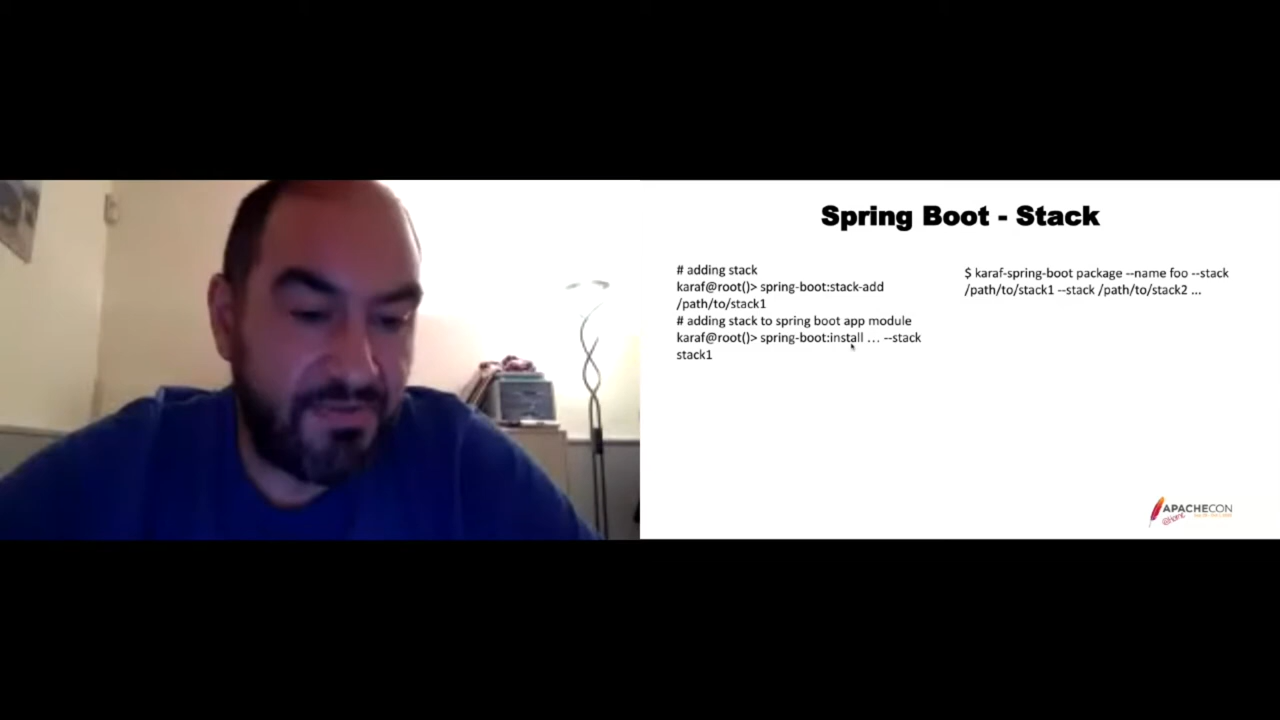 Spring Boot - Stack
# adding stack
karaf@root()> spring-boot:stack-add
/path/to/stack1
# adding stack to spring boot app module
karaf@root()> spring-boot:install … --stack
stack1
$ karaf-spring-boot package --name foo --stack
/path/to/stack1 --stack /path/to/stack2 ...
APACHECON
@home